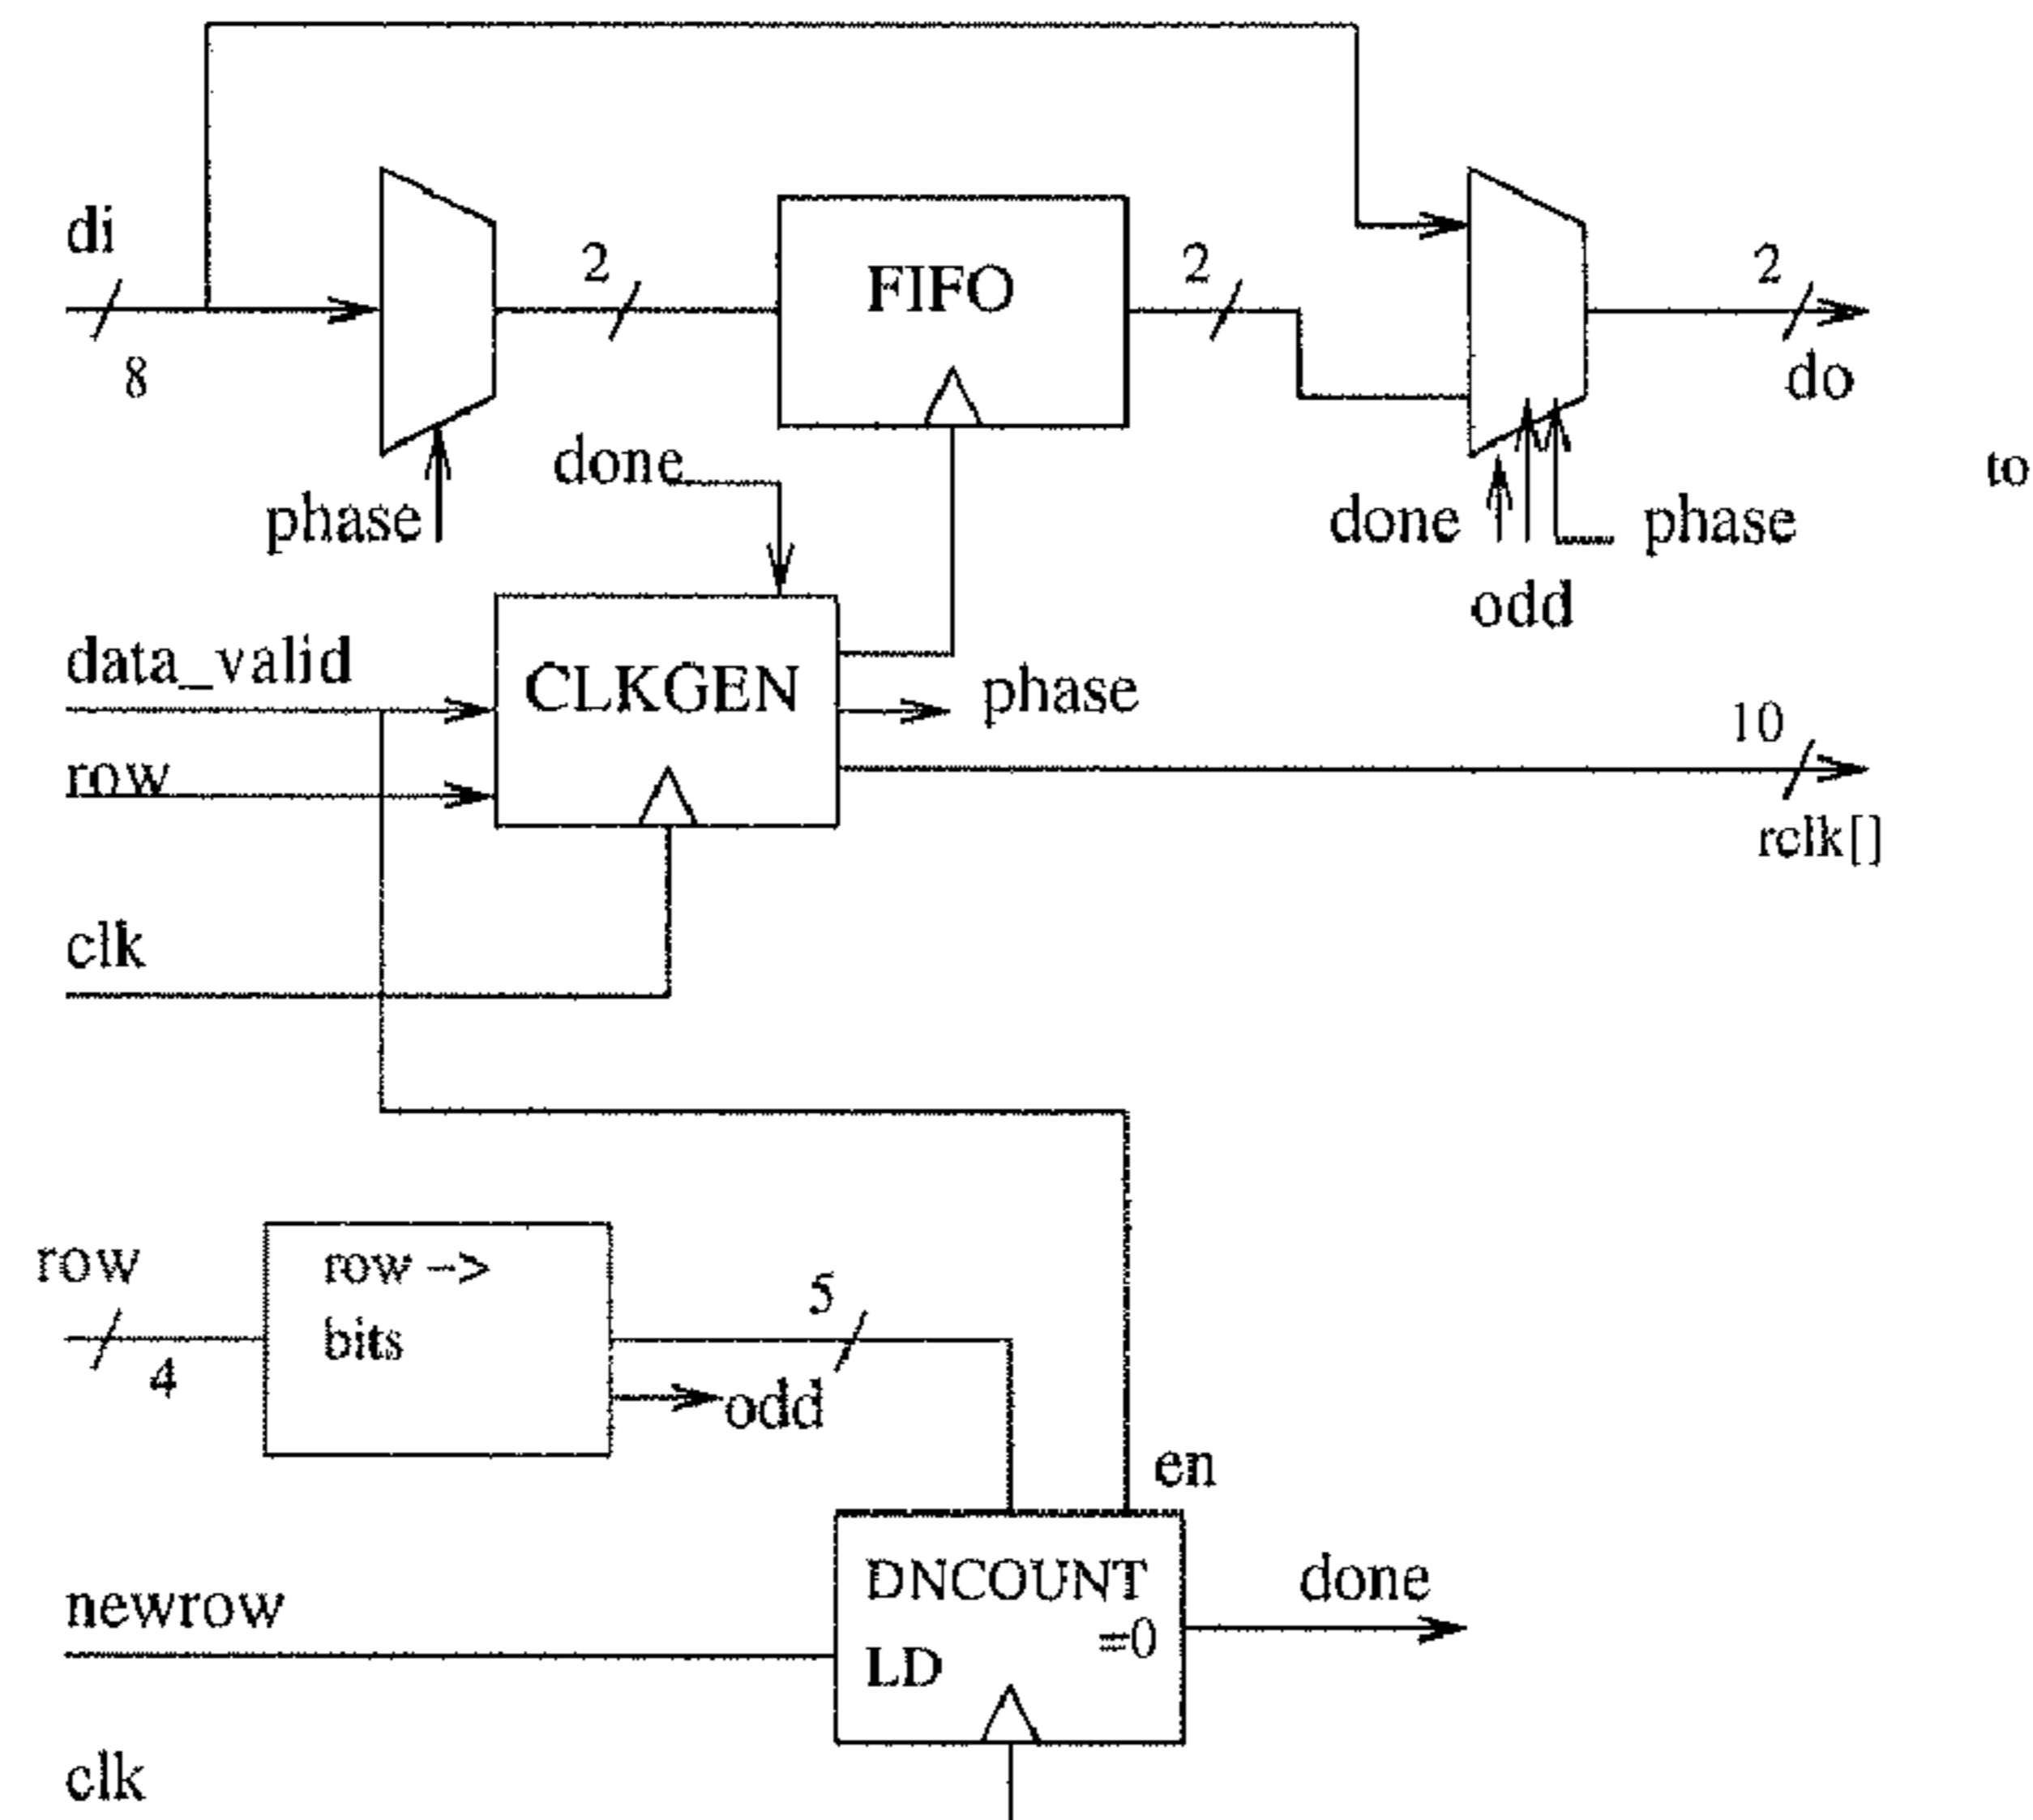 di
8
2
FIFO
2
2
do
to
phase
done
done
odd
phase
data_valid
row
CLKGEN
phase
10
rclk[]
clk
row
4
row ->
bits
5
odd
en
newrow
DNCOUNT
=0
LD
done
clk